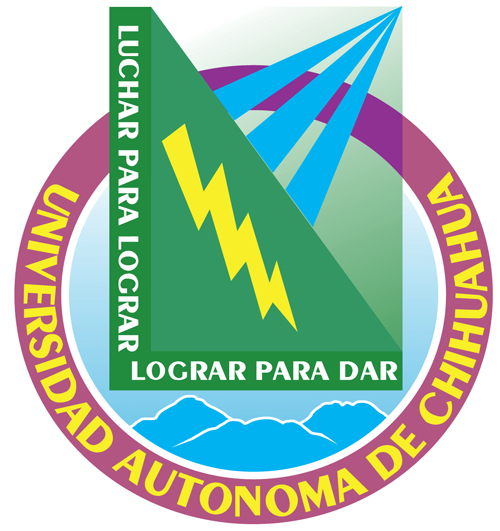 LUCHAR PARA LOGRAR
LOGRAR PARA DAR
UNIVERSIDAD AUTONOMA DE CHIHUAHUA